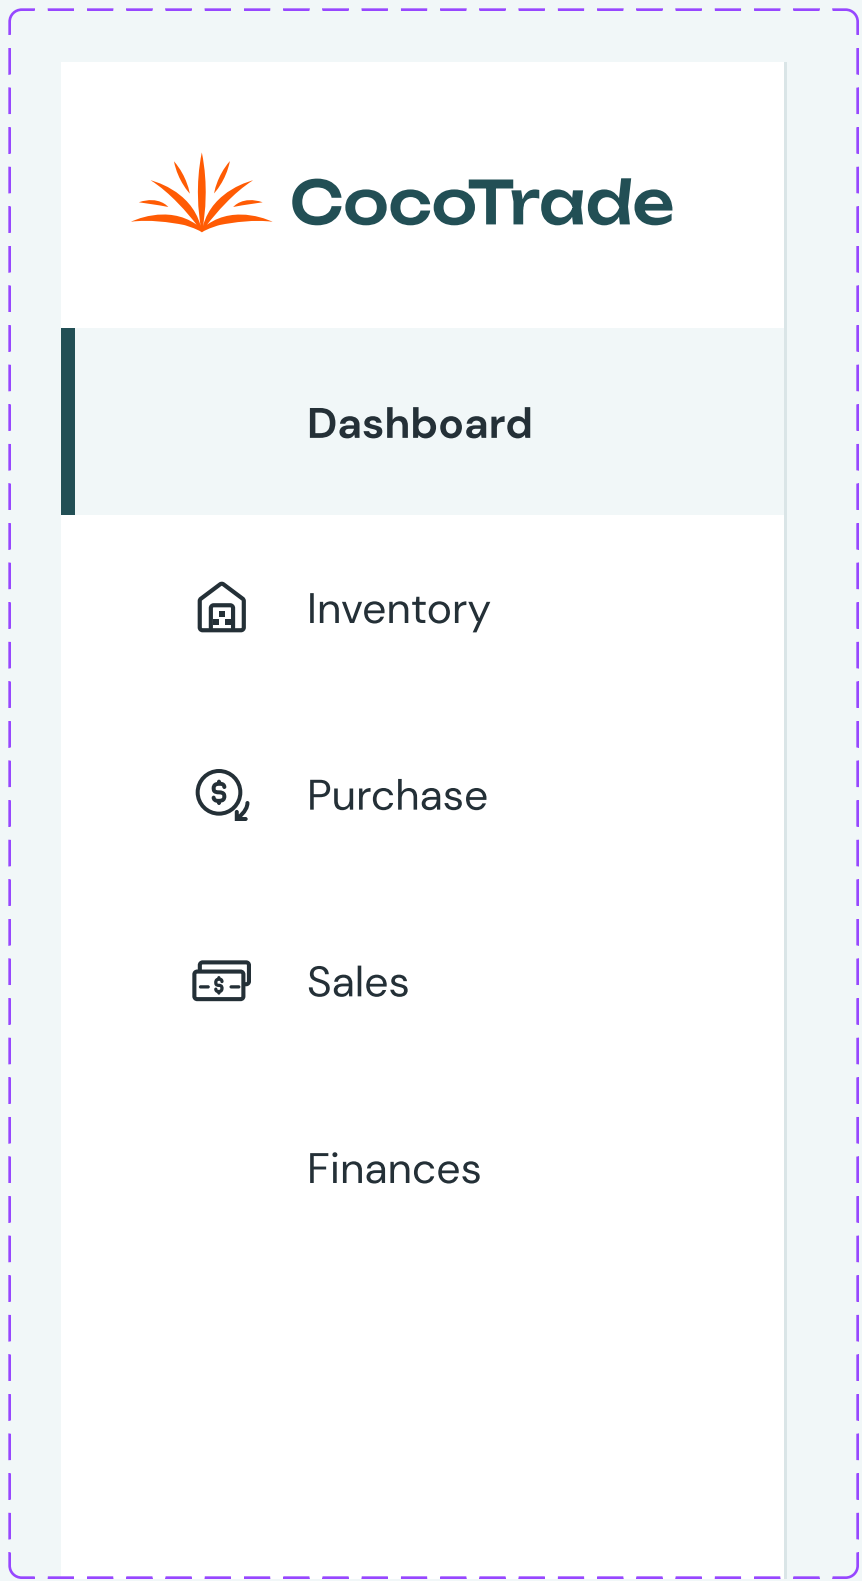 CocoTrade
Dashboard
Inventory
Purchase
Sales
Finances